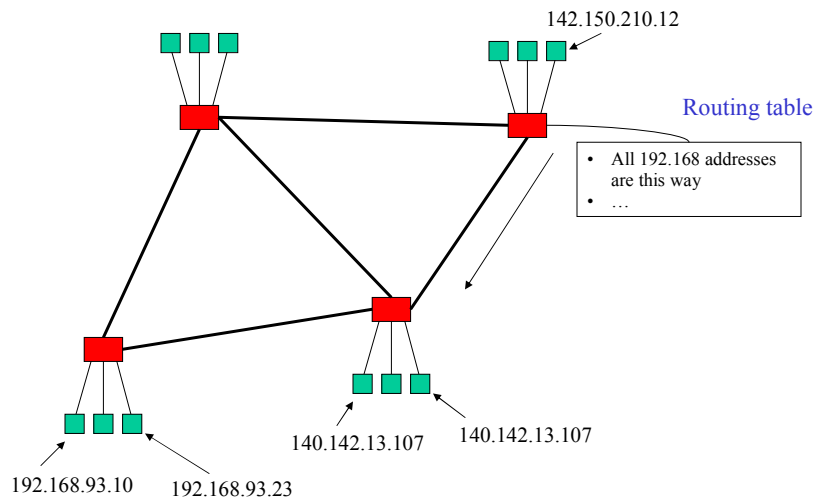 142.150.210.12
Routing table
• All 192.168 addresses
are this way
• …
140.142.13.107
140.142.13.107
192.168.93.10
192.168.93.23